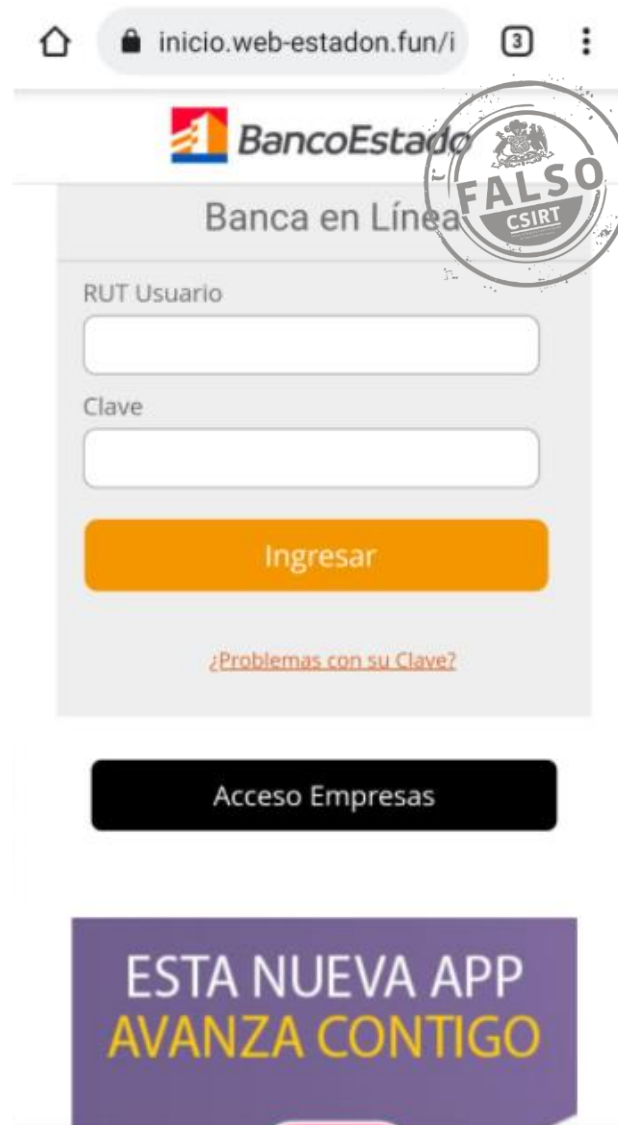 inicio.web-estadon.fun/i
3
BancoEstado
FALSO
CSIRT
Banca en Línea
RUT Usuario
Clave
Ingresar
¿Problemas con su Clave?
Acceso Empresas
ESTA NUEVA APP
AVANZA CONTIGO